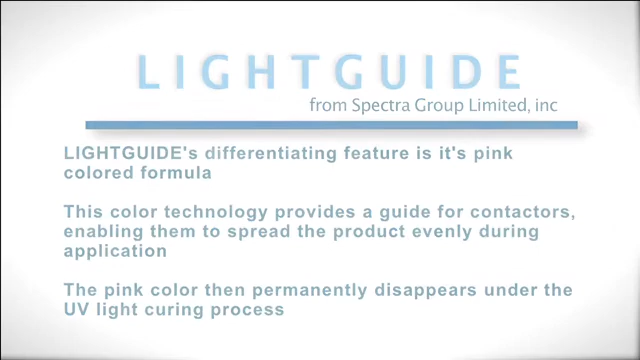 LIGHTGUIDE
from Spectra Group Limited, inc
LIGHTGUIDE's differentiating feature is it's pink
colored formula
This color technology provides a guide for contactors,
enabling them to spread the product evenly during
application
The pink color then permanently disappears under the
UV light curing process